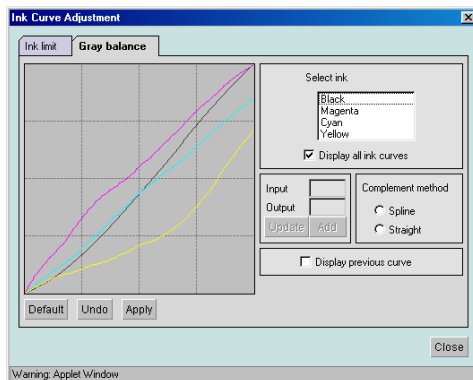 Ink Curve Adjustment
Ink limit
Gray balance
Select ink
Black
Magenta
Cyan
Yellow
Display all ink curves
Input
Output
Update
Add
Complement method
Spline
Straight
Display previous curve
Default
Undo
Apply
Close
Warning: Applet Window